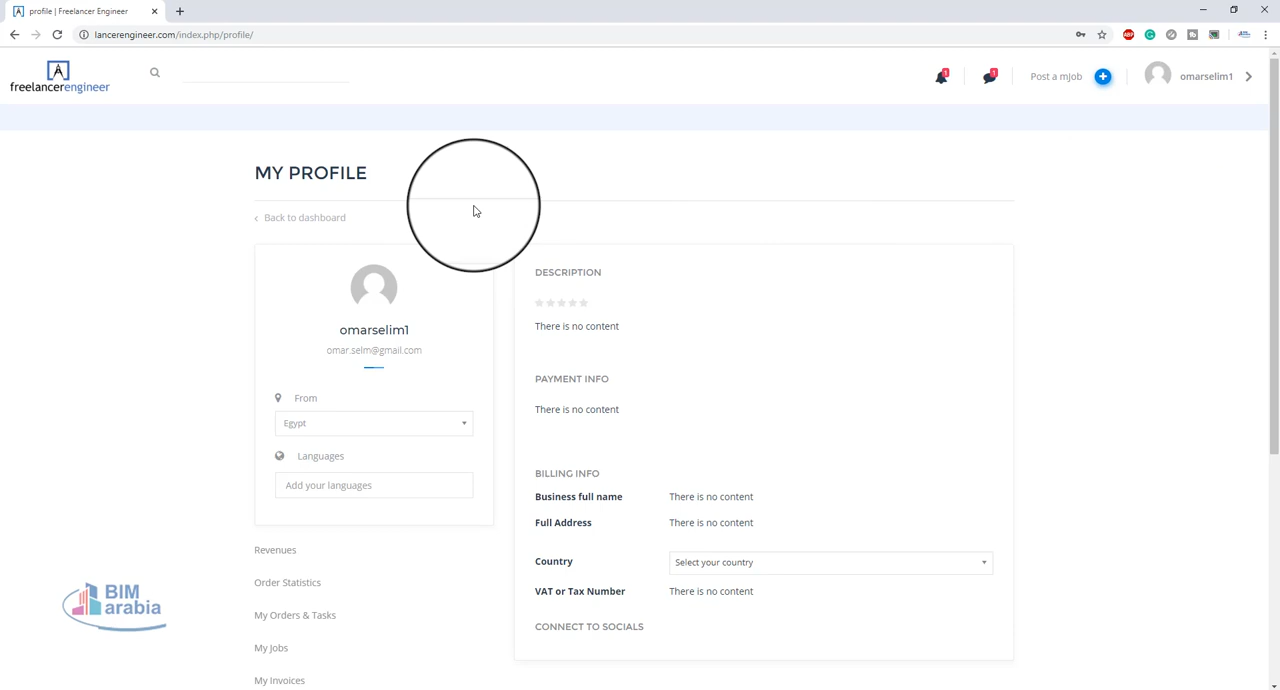 profile | Freelancer Engineer
lancerengineer.com/index.php/profile/
ABP
freelancerengineer
1
1
Post a mJob
omarselim1
MY PROFILE
Back to dashboard
omarselim1
omar.selm@gmail.com
From
Egypt
Languages
Add your languages
DESCRIPTION
There is no content
PAYMENT INFO
There is no content
BILLING INFO
Business full name There is no content
Full Address There is no content
Country Select your country
VAT or Tax Number There is no content
CONNECT TO SOCIALS
Revenues
Order Statistics
My Orders & Tasks
My Jobs
My Invoices
BIM
arabia